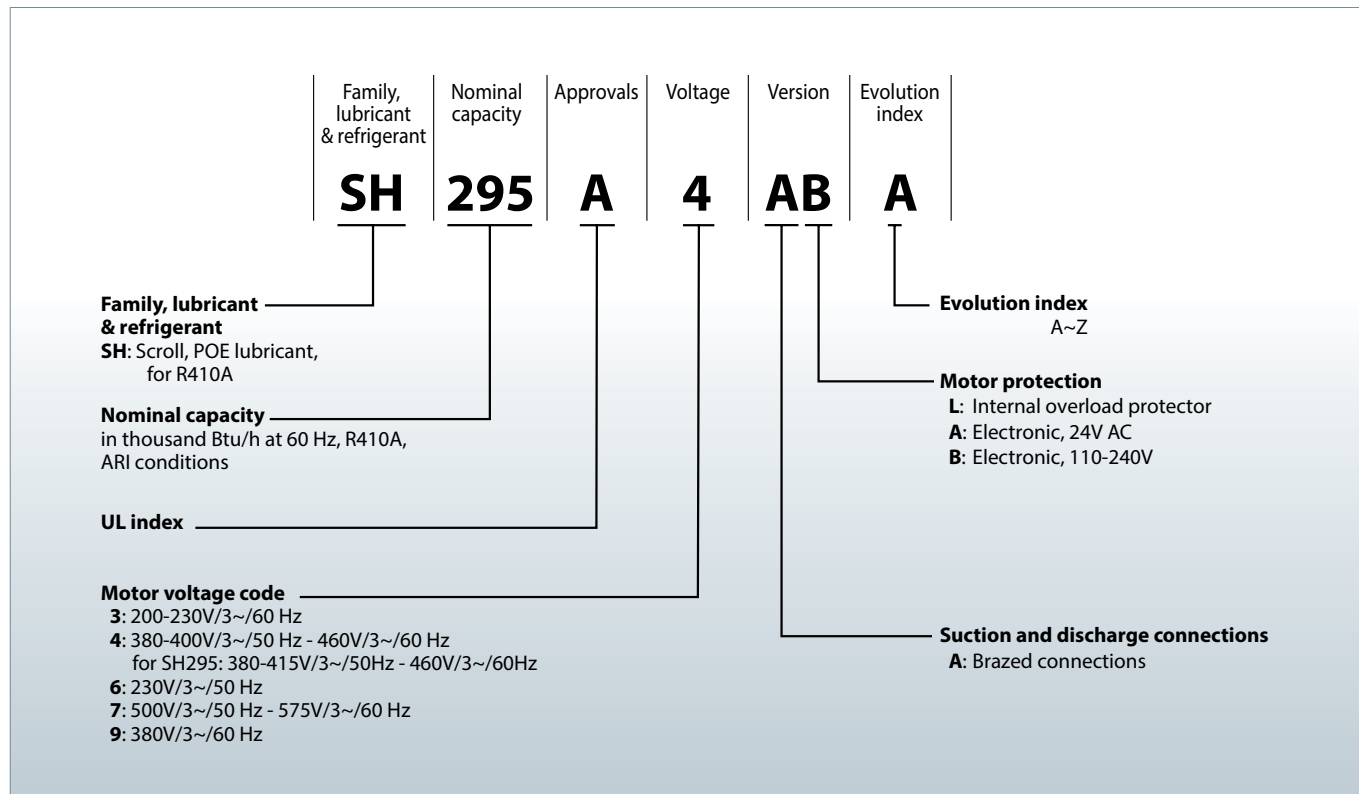 Family,
lubricant
& refrigerant
Nominal
capacity
Approvals
Voltage
Version
Evolution
index
SH 295 A 4 AB A
Family, lubricant
& refrigerant
SH: Scroll, POE lubricant,
for R410A
Nominal capacity
in thousand Btu/h at 60 Hz, R410A,
ARI conditions
UL index
Motor voltage code
3: 200-230V/3~/60 Hz
4: 380-400V/3~/50 Hz - 460V/3~/60 Hz
for SH295: 380-415V/3~/50Hz - 460V/3~/60Hz
6: 230V/3~/50 Hz
7: 500V/3~/50 Hz - 575V/3~/60 Hz
9: 380V/3~/60 Hz
Evolution index
A~Z
Motor protection
L: Internal overload protector
A: Electronic, 24V AC
B: Electronic, 110-240V
Suction and discharge connections
A: Brazed connections